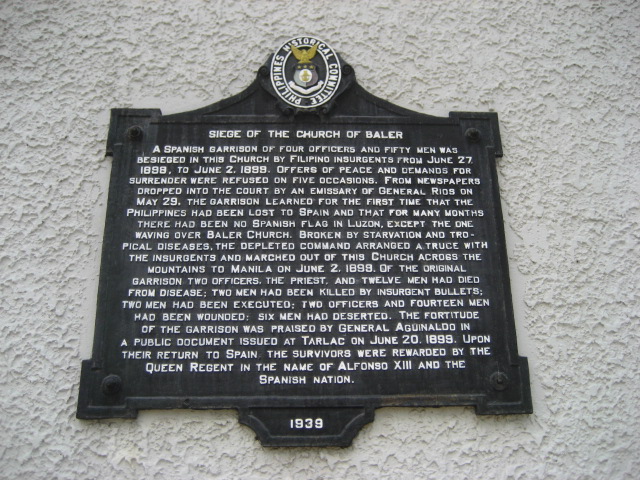 PHILIPPINES HISTORICAL COMMITTEE
SIEGE OF THE CHURCH OF BALER
A SPANISH GARRISON OF FOUR OFFICERS AND FIFTY MEN WAS
BESIEGED IN THIS CHURCH BY FILIPINO INSURGENTS FROM JUNE 27,
1898, TO JUNE 2, 1899. OFFERS OF PEACE AND DEMANDS FOR
SURRENDER WERE REFUSED ON FIVE OCCASIONS. FROM NEWSPAPERS
DROPPED INTO THE COURT BY AN EMISSARY OF GENERAL RIOS ON
MAY 29, THE GARRISON LEARNED FOR THE FIRST TIME THAT THE
PHILIPPINES HAD BEEN LOST TO SPAIN AND THAT FOR MANY MONTHS
THERE HAD BEEN NO SPANISH FLAG IN LUZON, EXCEPT THE ONE
WAVING OVER BALER CHURCH. BROKEN BY STARVATION AND TRO-
PICAL DISEASES, THE DEPLETED COMMAND ARRANGED A TRUCE WITH
THE INSURGENTS AND MARCHED OUT OF THIS CHURCH ACROSS THE
MOUNTAINS TO MANILA ON JUNE 2, 1899. OF THE ORIGINAL
GARRISON TWO OFFICERS, THE PRIEST, AND TWELVE MEN HAD DIED
FROM DISEASE; TWO MEN HAD BEEN KILLED BY INSURGENT BULLETS;
TWO MEN HAD BEEN EXECUTED; TWO OFFICERS AND FOURTEEN MEN
HAD BEEN WOUNDED; SIX MEN HAD DESERTED. THE FORTITUDE
OF THE GARRISON WAS PRAISED BY GENERAL AGUINALDO IN
A PUBLIC DOCUMENT ISSUED AT TARLAC ON JUNE 20, 1899. UPON
THEIR RETURN TO SPAIN THE SURVIVORS WERE REWARDED BY THE
QUEEN REGENT IN THE NAME OF ALFONSO XIII AND THE
SPANISH NATION.
1939